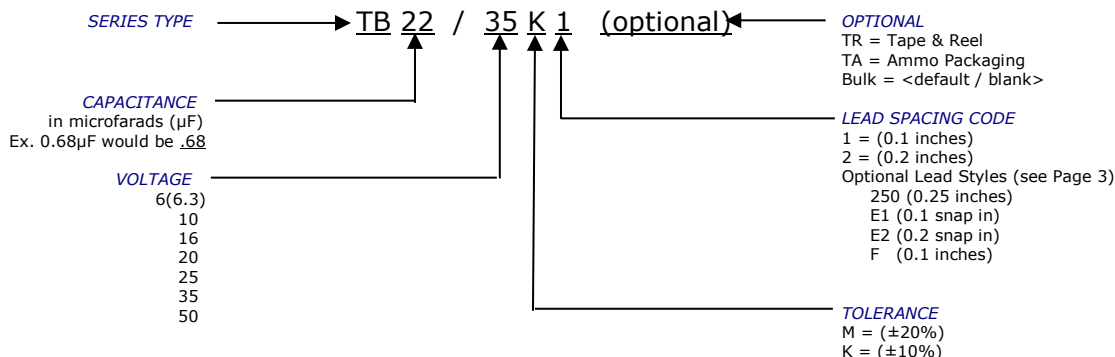 SERIES TYPE
TB 22 / 35 K 1 (optional)
OPTIONAL
TR = Tape & Reel
TA = Ammo Packaging
Bulk = <default / blank>
CAPACITANCE
in microfarads (µF)
Ex. 0.68µF would be .68
LEAD SPACING CODE
1 = (0.1 inches)
2 = (0.2 inches)
Optional Lead Styles (see Page 3)
250 (0.25 inches)
E1 (0.1 snap in)
E2 (0.2 snap in)
F (0.1 inches)
VOLTAGE
6(6.3)
10
16
20
25
35
50
TOLERANCE
M = (±20%)
K = (±10%)